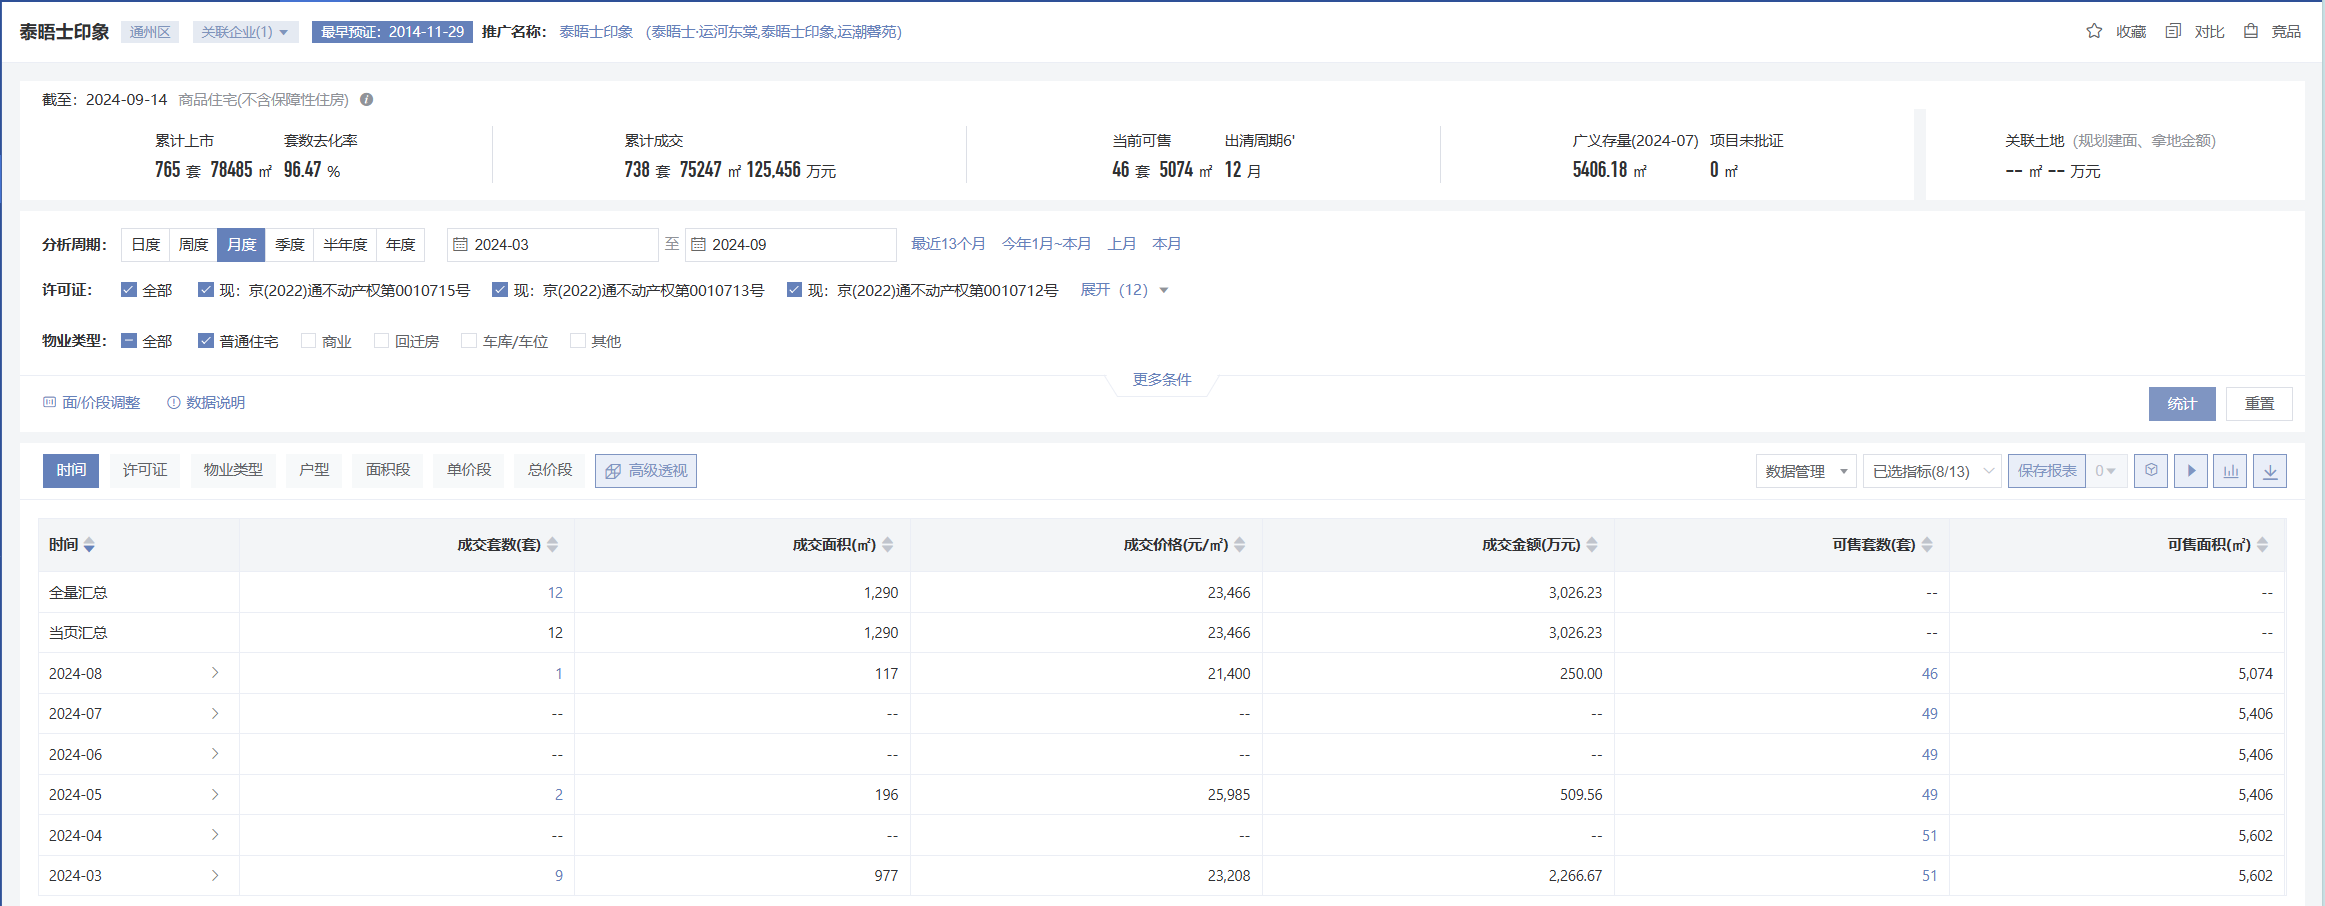 泰晤士印象 通州区 关联企业(1) 最早预证：2014-11-29 推广名称： 泰晤士印象 (泰晤士·运河东棠,泰晤士印象,运潮馨苑) 收藏 对比 竞品
截至：2024-09-14 商品住宅(不含保障性住房)
累计上市 套数去化率 累计成交 当前可售 出清周期6' 广义存量(2024-07) 项目未批证 关联土地 (规划建面、拿地金额)
765 套 78485 ㎡ 96.47 % 738 套 75247 ㎡ 125,456 万元 46 套 5074 ㎡ 12 月 5406.18 ㎡ 0 ㎡ -- ㎡ -- 万元
分析周期： 日度 周度 月度 季度 半年度 年度 2024-03 至 2024-09 最近13个月 今年1月~本月 上月 本月
许可证： 全部 现：京(2022)通不动产权第0010715号 现：京(2022)通不动产权第0010713号 现：京(2022)通不动产权第0010712号 展开（12）
物业类型： 全部 普通住宅 商业 回迁房 车库/车位 其他
更多条件
面/价段调整 数据说明 统计 重置
时间 许可证 物业类型 户型 面积段 单价段 总价段 高级透视 数据管理 已选指标(8/13) 保存报表 0
时间 成交套数(套) 成交面积(㎡) 成交价格(元/㎡) 成交金额(万元) 可售套数(套) 可售面积(㎡)
全量汇总 12 1,290 23,466 3,026.23 -- --
当页汇总 12 1,290 23,466 3,026.23 -- --
2024-08 1 117 21,400 250.00 46 5,074
2024-07 -- -- -- -- 49 5,406
2024-06 -- -- -- -- 49 5,406
2024-05 2 196 25,985 509.56 49 5,406
2024-04 -- -- -- -- 51 5,602
2024-03 9 977 23,208 2,266.67 51 5,602